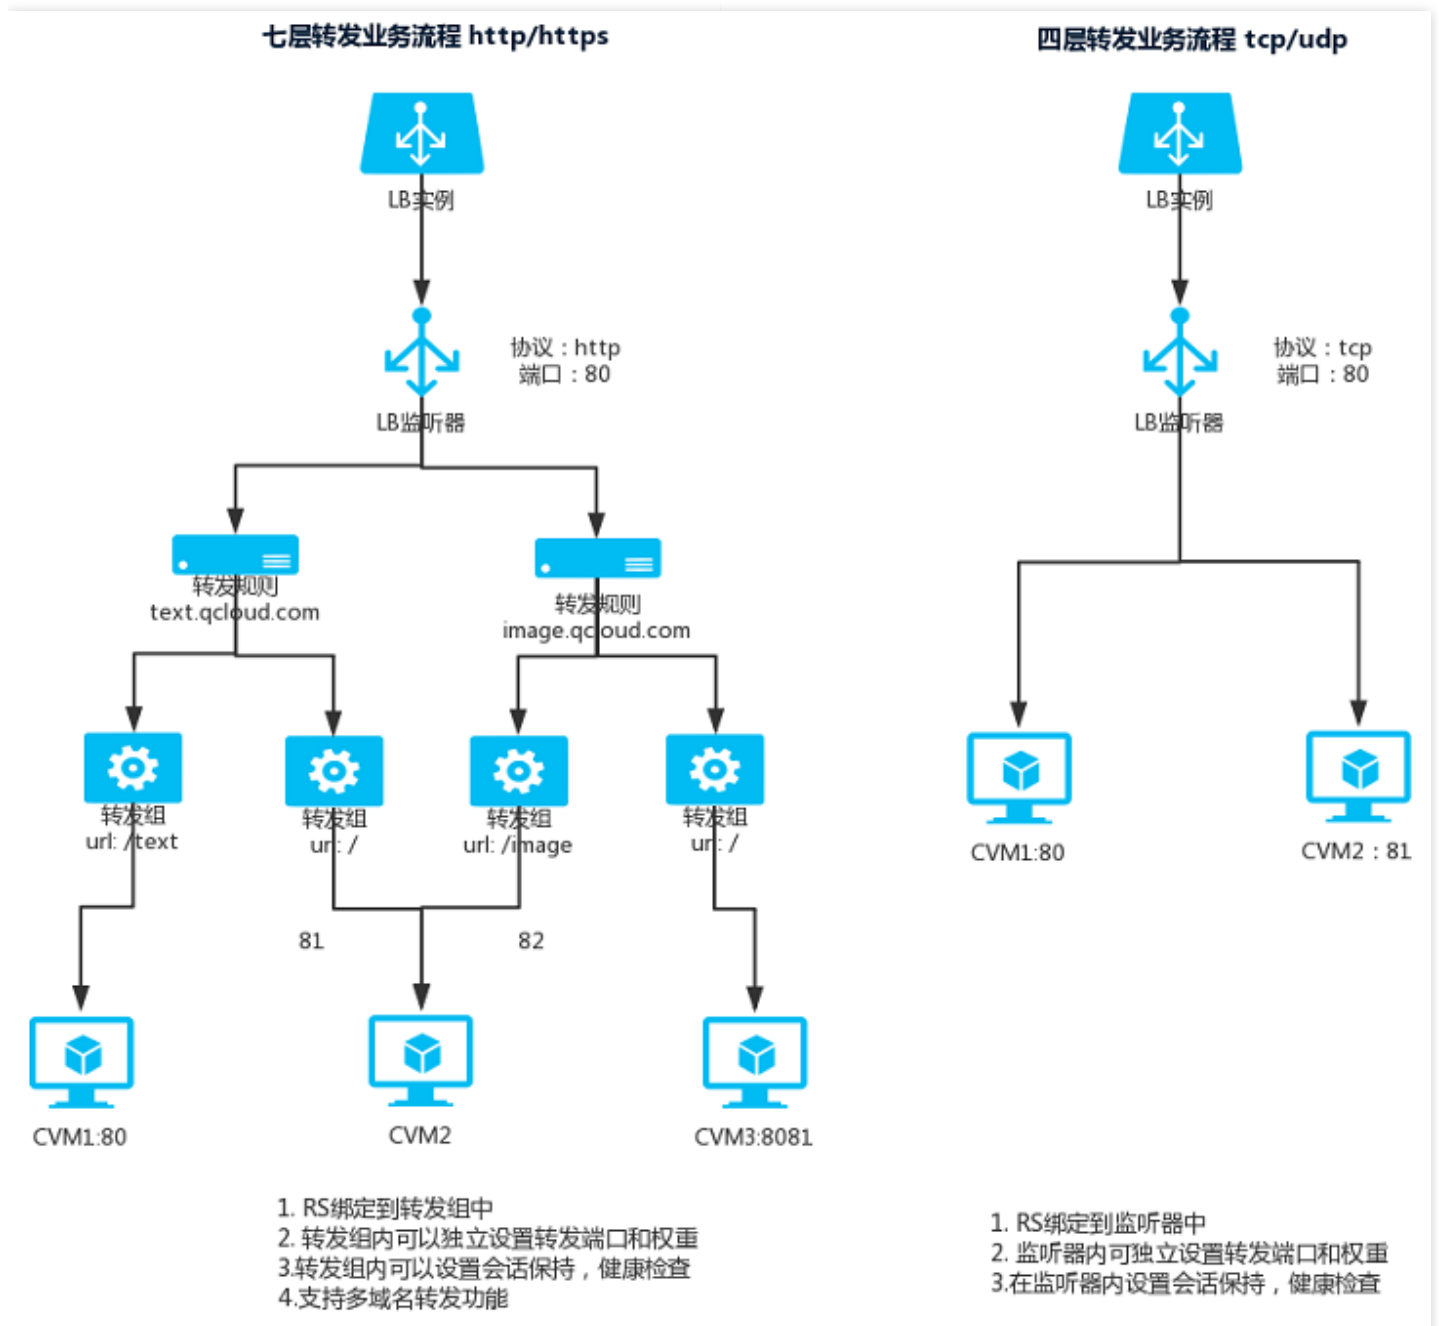 七层转发业务流程 http/https
LB实例
协议：http
端口：80
LB监听器
转发规则
text.qcloud.com
转发规则
image.qcloud.com
转发组
url: /text
转发组
url: /
转发组
url: /image
转发组
url: /
81
82
CVM1:80
CVM2
CVM3:8081
1. RS绑定到转发组中
2. 转发组内可以独立设置转发端口和权重
3.转发组内可以设置会话保持，健康检查
4.支持多域名转发功能
四层转发业务流程 tcp/udp
LB实例
协议：tcp
端口：80
LB监听器
CVM1:80
CVM2：81
1. RS绑定到监听器中
2. 监听器内可独立设置转发端口和权重
3.在监听器内设置会话保持，健康检查